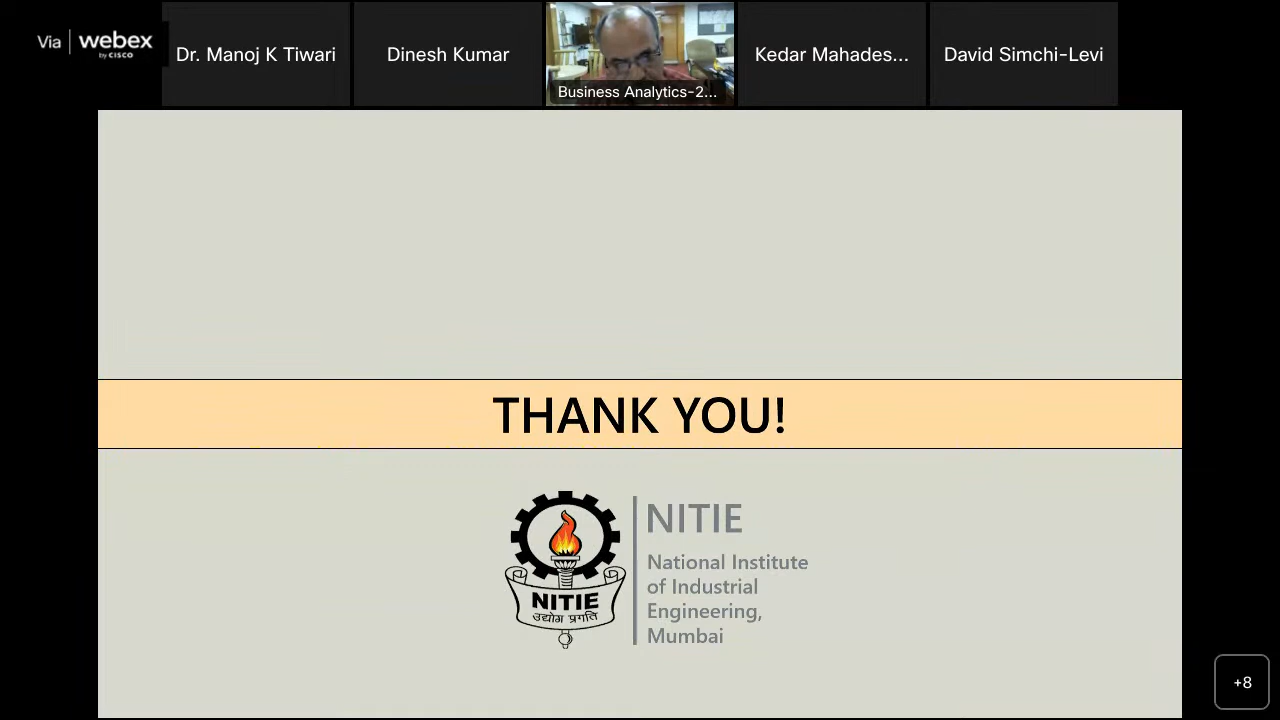 Via webex
by CISCO
Dr. Manoj K Tiwari
Dinesh Kumar
Business Analytics-2...
Kedar Mahades...
David Simchi-Levi
THANK YOU!
NITIE
उद्योग प्रगति
NITIE
National Institute
of Industrial
Engineering,
Mumbai
+8